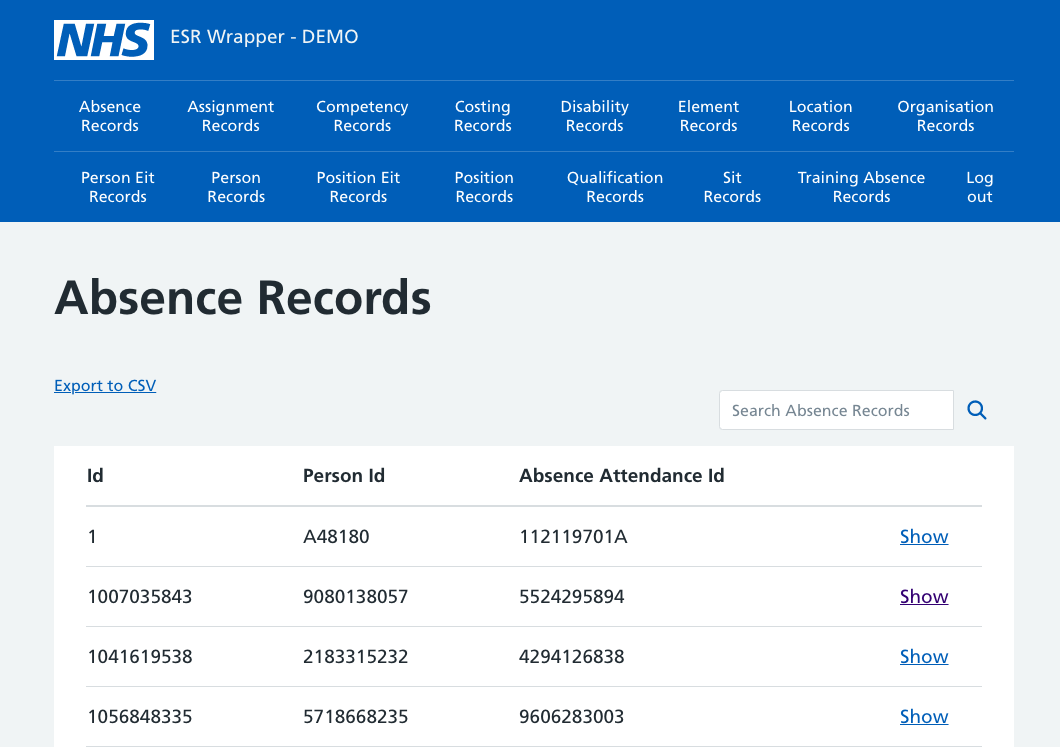 NHS ESR Wrapper - DEMO
Absence Records
Assignment Records
Competency Records
Costing Records
Disability Records
Element Records
Location Records
Organisation Records
Person Eit Records
Person Records
Position Eit Records
Position Records
Qualification Records
Sit Records
Training Absence Records
Log out
Absence Records
Export to CSV
Search Absence Records
Id Person Id Absence Attendance Id
1 A48180 112119701A Show
1007035843 9080138057 5524295894 Show
1041619538 2183315232 4294126838 Show
1056848335 5718668235 9606283003 Show